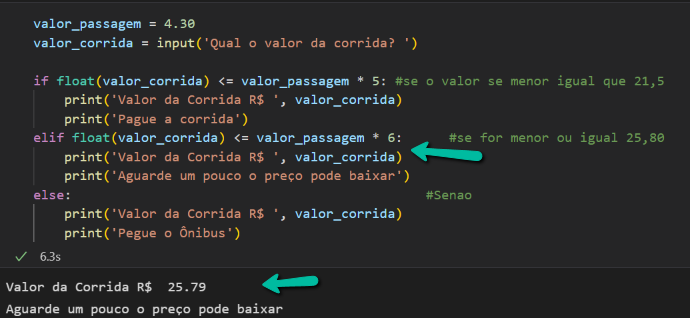 valor_passagem = 4.30
valor_corrida = input('Qual o valor da corrida? ')
if float(valor_corrida) <= valor_passagem * 5: #se o valor se menor igual que 21,5
print('Valor da Corrida R$ ', valor_corrida)
print('Pague a corrida')
elif float(valor_corrida) <= valor_passagem * 6: #se for menor ou igual 25,80
print('Valor da Corrida R$ ', valor_corrida)
print('Aguarde um pouco o preço pode baixar')
else: #Senao
print('Valor da Corrida R$ ', valor_corrida)
print('Pegue o Ônibus')
6.3s
Valor da Corrida R$  25.79
Aguarde um pouco o preço pode baixar